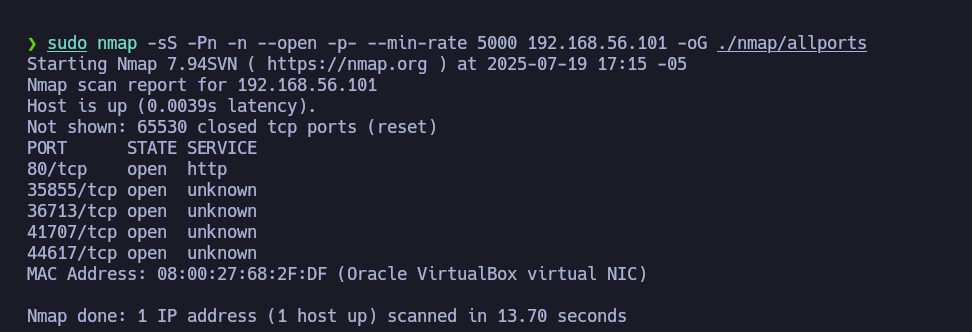 ❯ sudo nmap -sS -Pn -n --open -p- --min-rate 5000 192.168.56.101 -oG ./nmap/allports
Starting Nmap 7.94SVN ( https://nmap.org ) at 2025-07-19 17:15 -05
Nmap scan report for 192.168.56.101
Host is up (0.0039s latency).
Not shown: 65530 closed tcp ports (reset)
PORT      STATE SERVICE
80/tcp    open  http
35855/tcp open  unknown
36713/tcp open  unknown
41707/tcp open  unknown
44617/tcp open  unknown
MAC Address: 08:00:27:68:2F:DF (Oracle VirtualBox virtual NIC)
Nmap done: 1 IP address (1 host up) scanned in 13.70 seconds